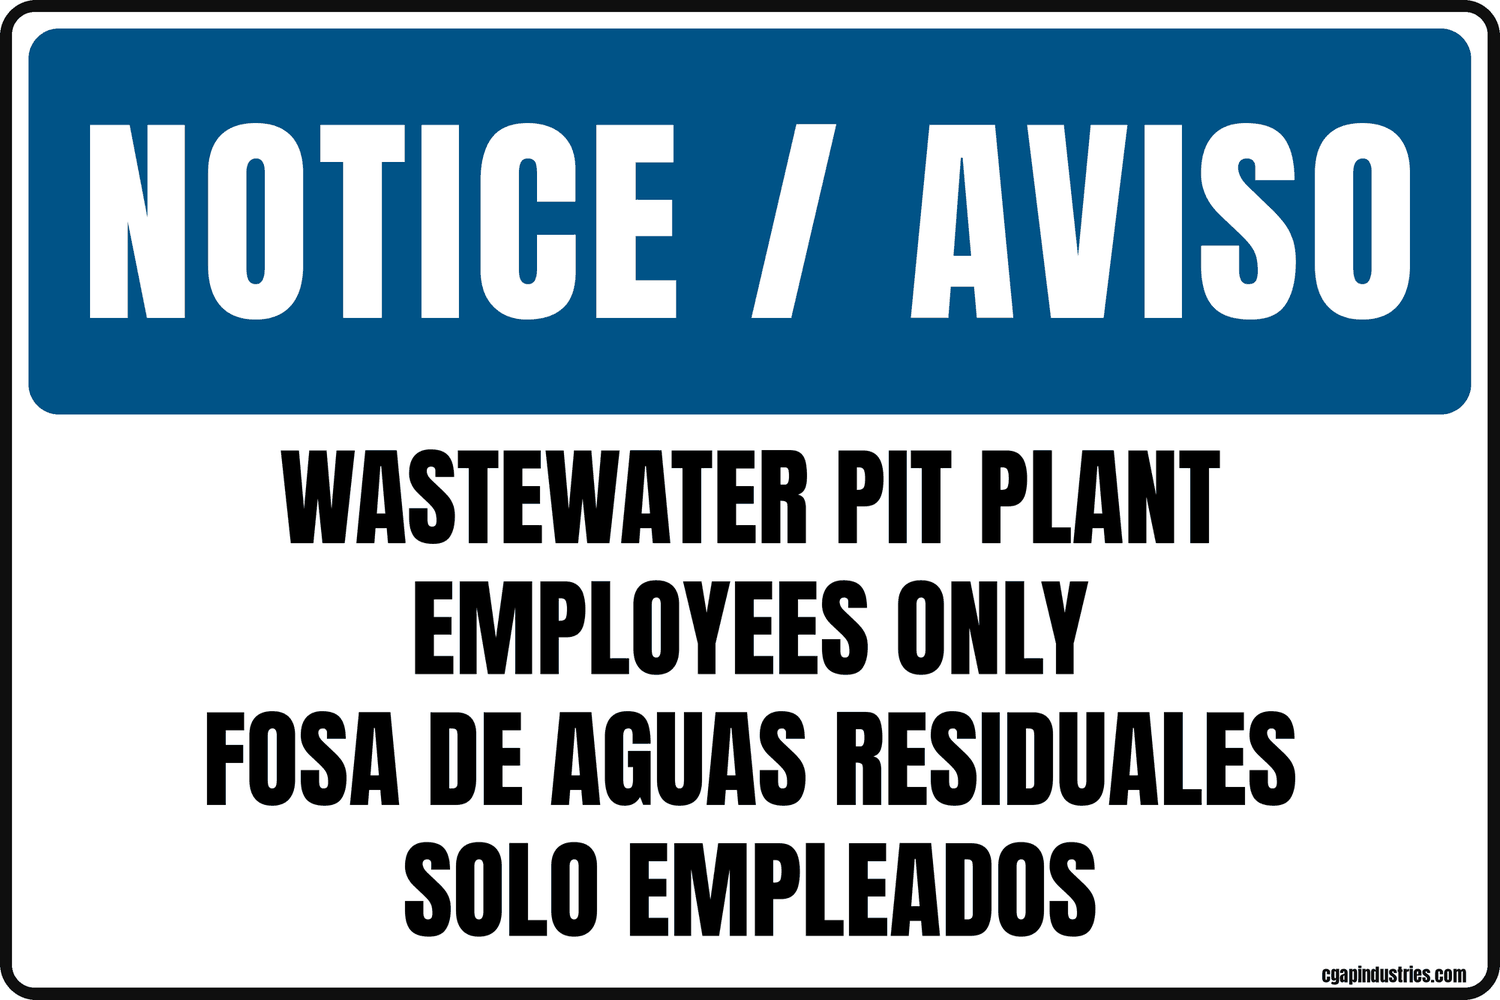 NOTICE / AVISO
WASTEWATER PIT PLANT
EMPLOYEES ONLY
FOSA DE AGUAS RESIDUALES
SOLO EMPLEADOS
cgapindustries.com